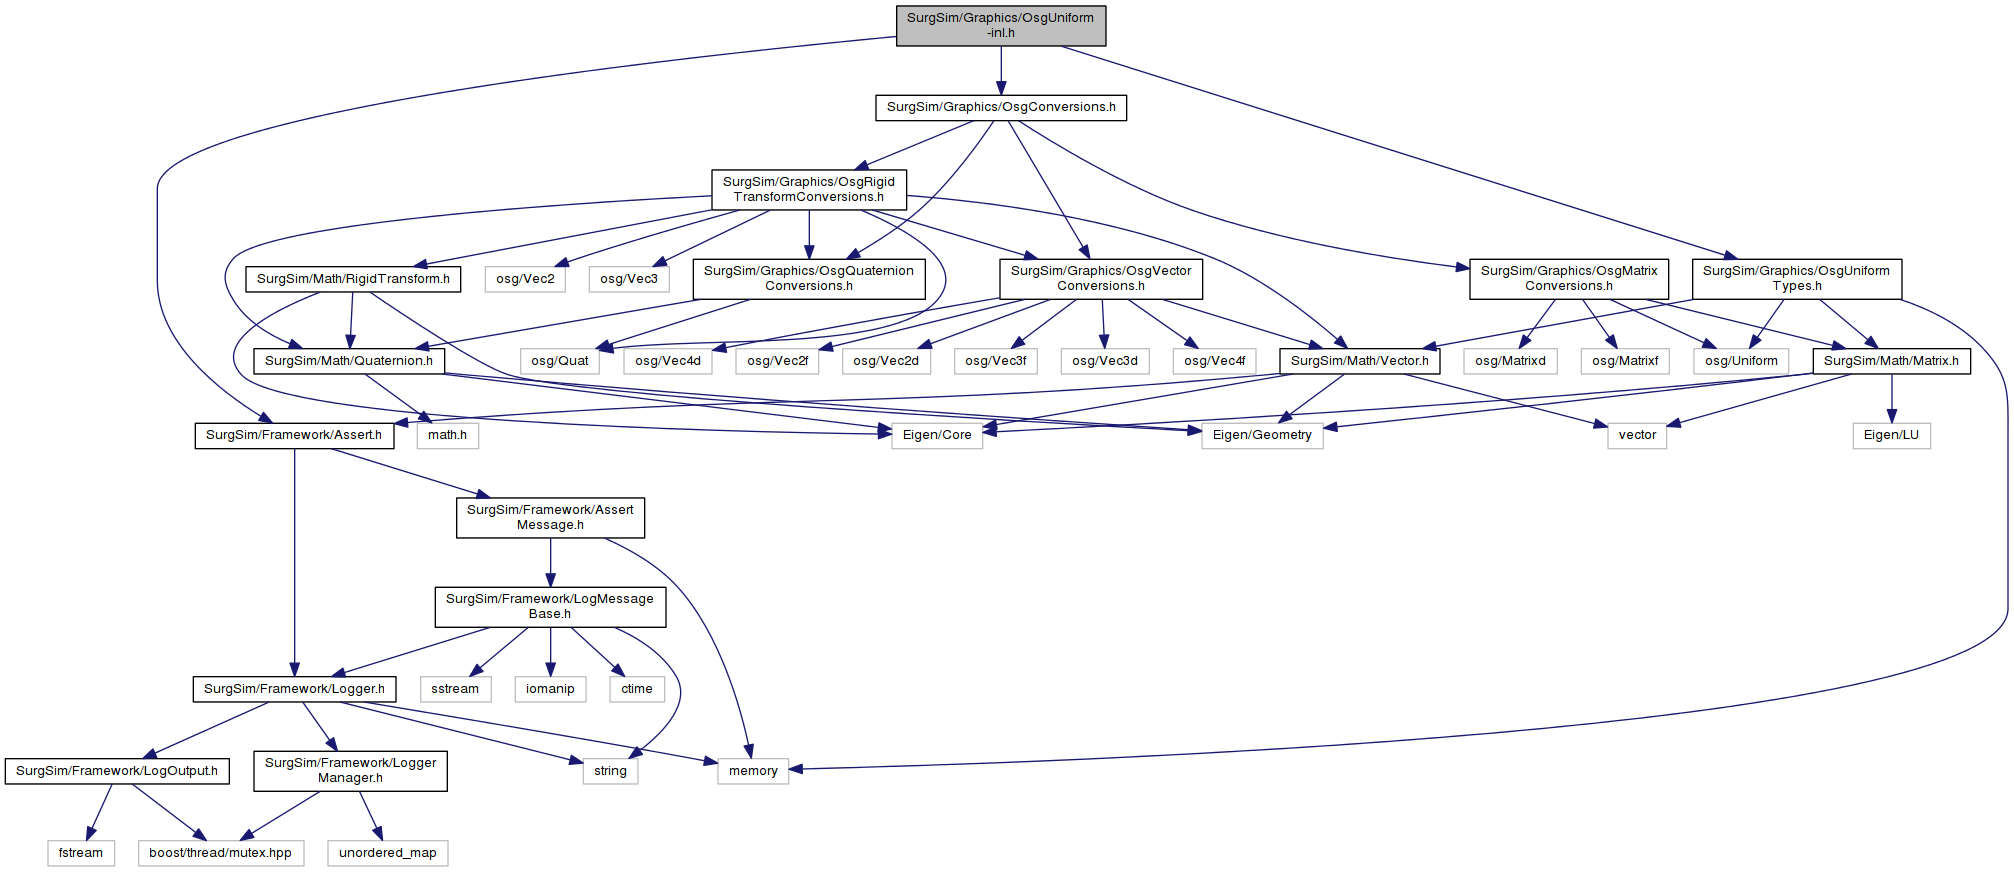 SurgSim/Graphics/OsgUniform
-inl.h
SurgSim/Graphics/OsgConversions.h
SurgSim/Graphics/OsgRigid
TransformConversions.h
SurgSim/Math/RigidTransform.h
osg/Vec2
osg/Vec3
SurgSim/Graphics/OsgQuaternion
Conversions.h
SurgSim/Graphics/OsgVector
Conversions.h
SurgSim/Graphics/OsgMatrix
Conversions.h
SurgSim/Graphics/OsgUniform
Types.h
SurgSim/Math/Quaternion.h
osg/Quat
osg/Vec4d
osg/Vec2f
osg/Vec2d
osg/Vec3f
osg/Vec3d
osg/Vec4f
SurgSim/Math/Vector.h
osg/Matrixd
osg/Matrixf
osg/Uniform
SurgSim/Math/Matrix.h
SurgSim/Framework/Assert.h
math.h
Eigen/Core
Eigen/Geometry
vector
Eigen/LU
SurgSim/Framework/Assert
Message.h
SurgSim/Framework/LogMessage
Base.h
SurgSim/Framework/Logger.h
sstream
iomanip
ctime
SurgSim/Framework/LogOutput.h
SurgSim/Framework/Logger
Manager.h
string
memory
fstream
boost/thread/mutex.hpp
unordered_map